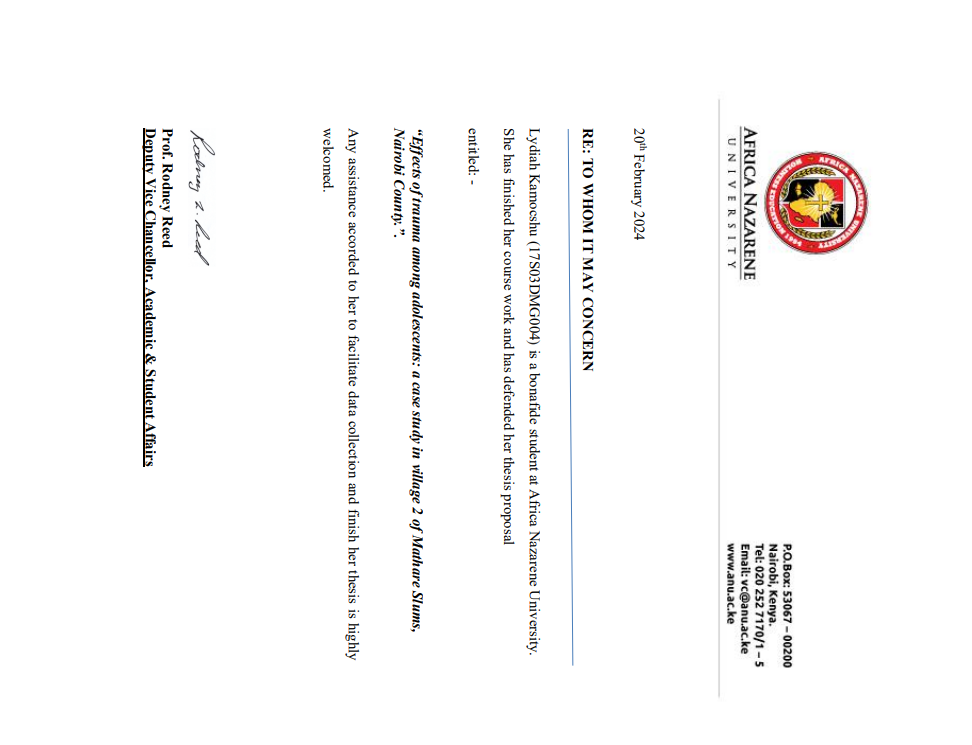 AFRICA NAZARENE
UNIVERSITY
P.O.Box: 53067 – 00200
Nairobi, Kenya.
Tel: 020 252 7170/1 – 5
Email: vc@anu.ac.ke
www.anu.ac.ke
20th February 2024
RE: TO WHOM IT MAY CONCERN
Lydiah Kamoeshu (17S03DMG004) is a bonafide student at Africa Nazarene University.
She has finished her course work and has defended her thesis proposal
entitled: -
“Effects of trauma among adolescents: a case study in village 2 of Mathare Slums,
Nairobi County.”.
Any assistance accorded to her to facilitate data collection and finish her thesis is highly
welcomed.
Rodney L. Reed
Prof. Rodney Reed
Deputy Vice Chancellor, Academic & Student Affairs